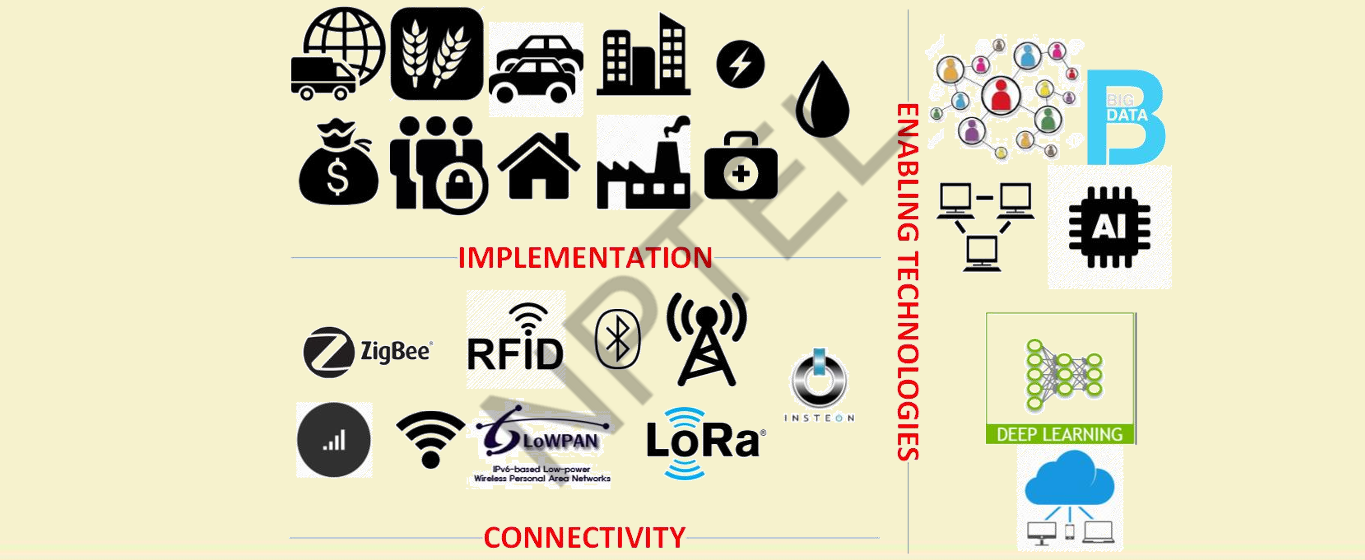 $
IMPLEMENTATION
ZigBee®
RFID
INSTEON
6LoWPAN
IPv6-based Low-power
Wireless Personal Area Networks
LoRa®
CONNECTIVITY
ENABLING TECHNOLOGIES
BIG
DATA
AI
DEEP LEARNING
NPTEL